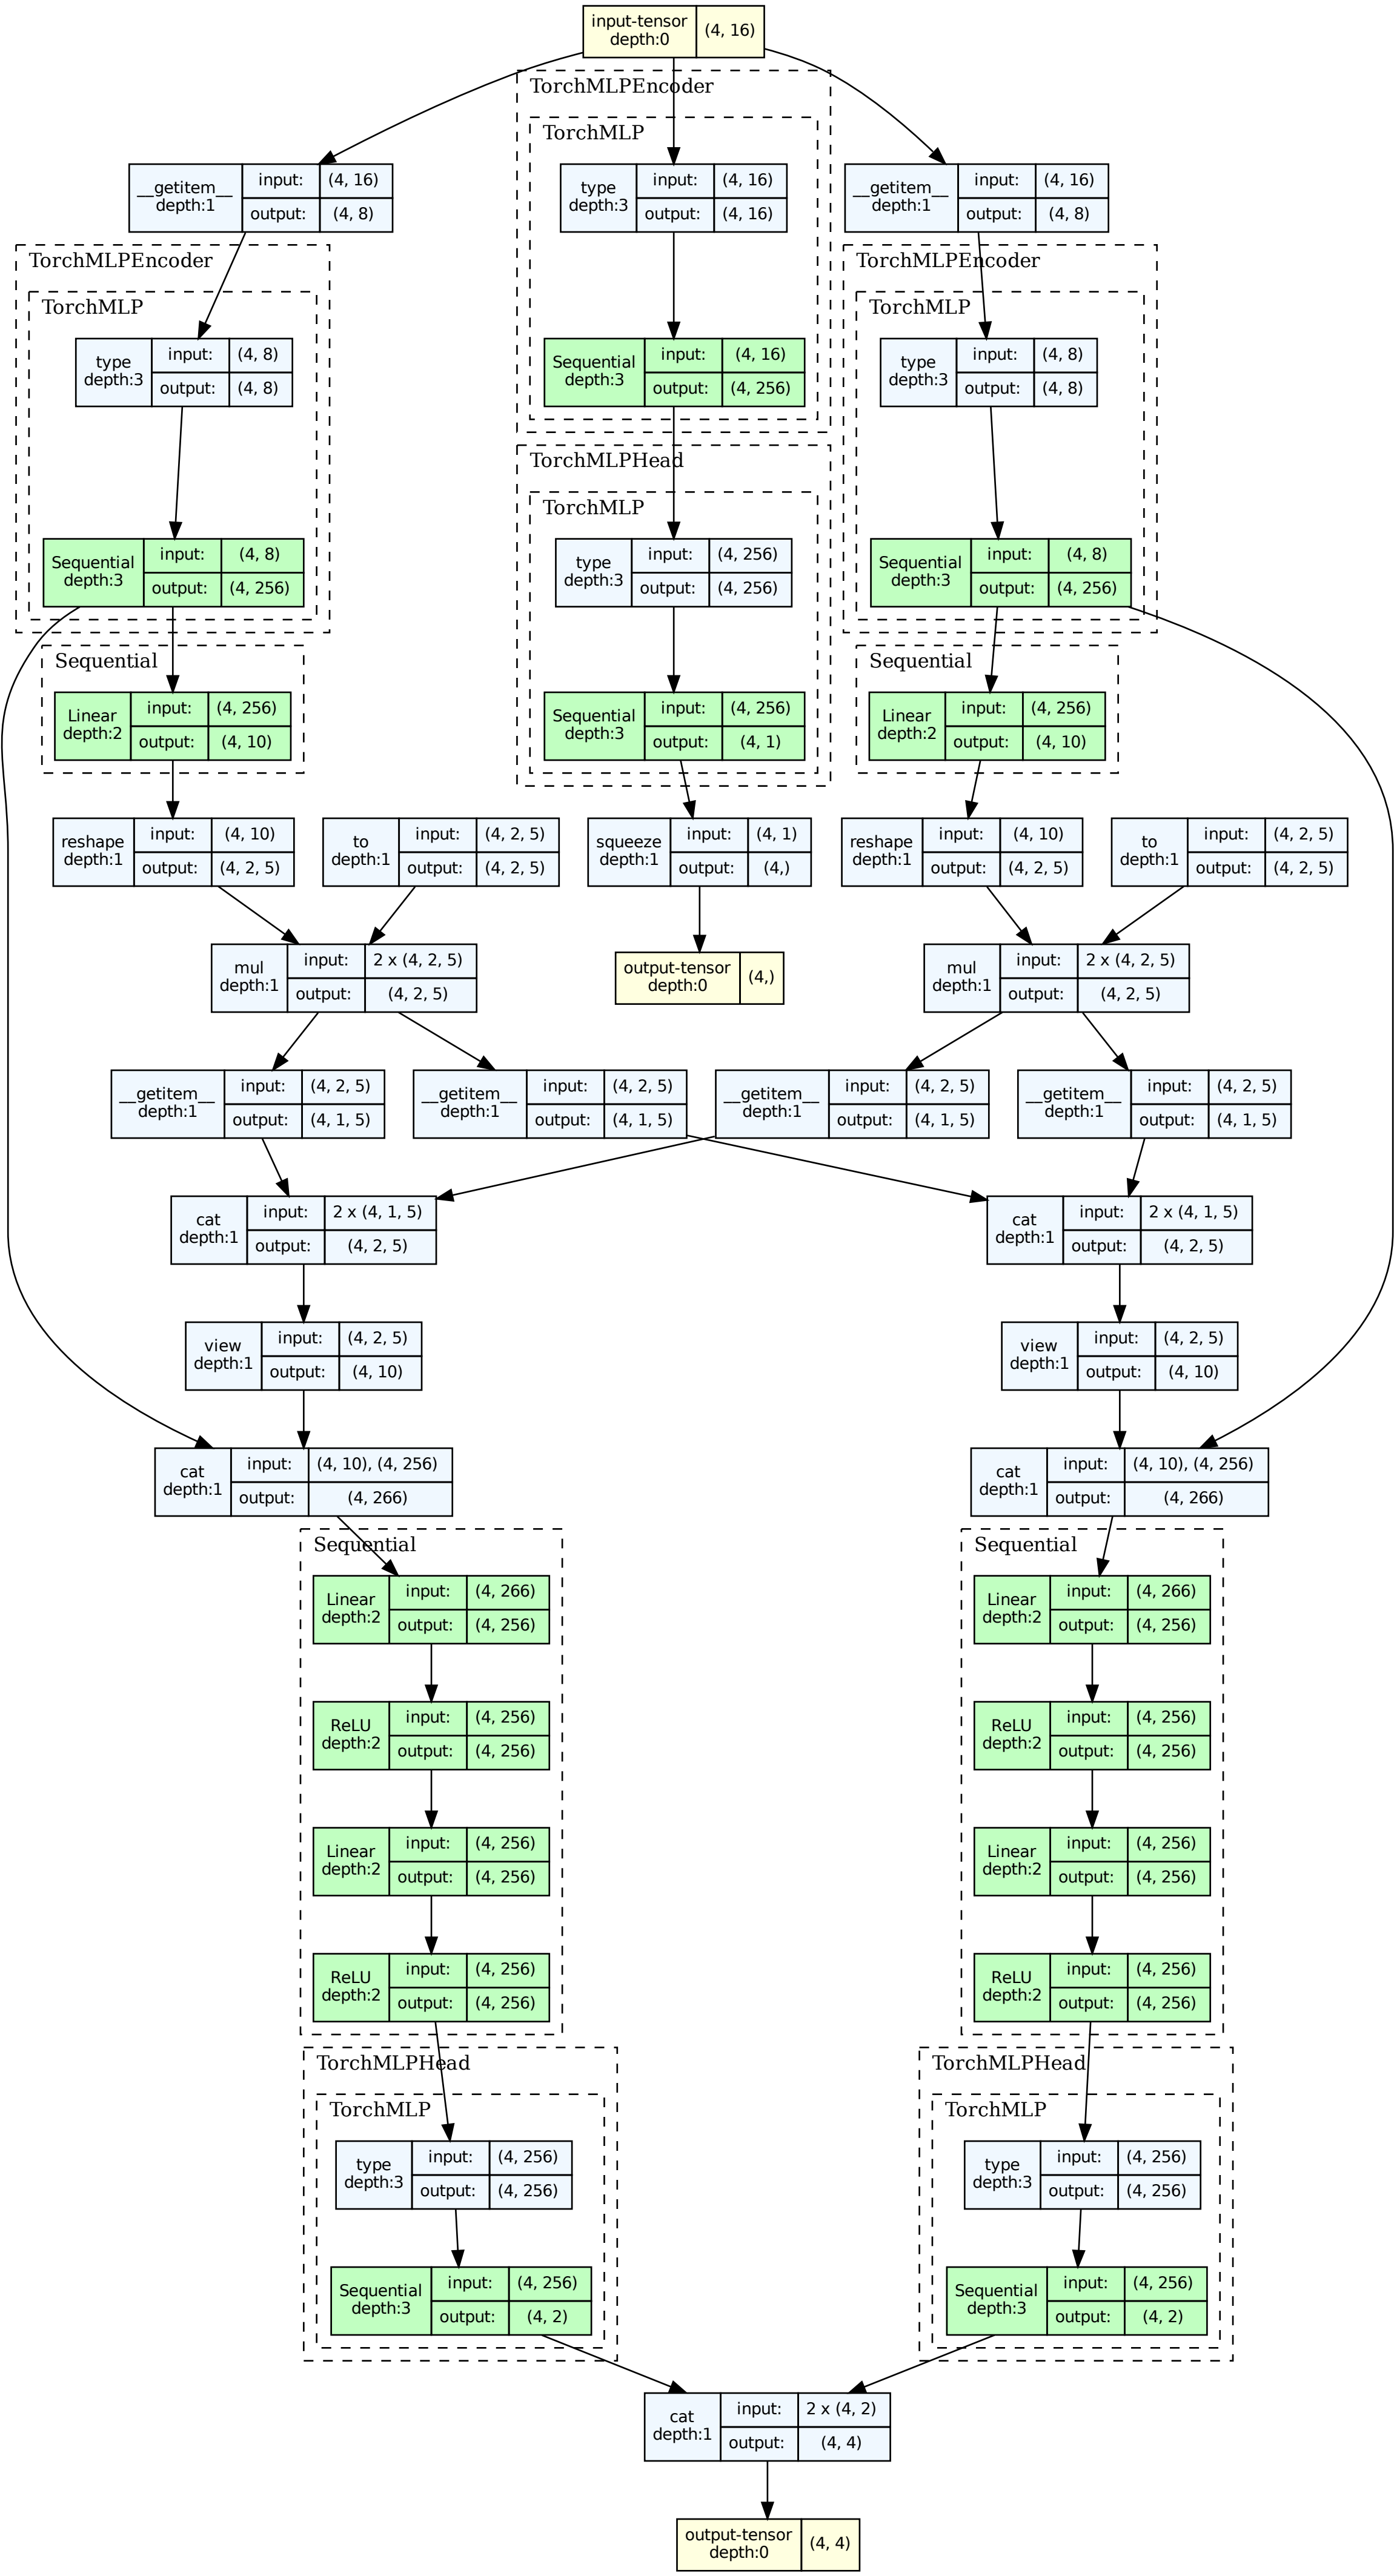 input-tensor
depth:0
(4, 16)
TorchMLPEncoder
TorchMLP
__getitem__
depth:1
input:
(4, 16)
output:
(4, 8)
type
depth:3
input:
(4, 16)
output:
(4, 16)
__getitem__
depth:1
input:
(4, 16)
output:
(4, 8)
TorchMLPEncoder
TorchMLP
type
depth:3
input:
(4, 8)
output:
(4, 8)
Sequential
depth:3
input:
(4, 16)
output:
(4, 256)
TorchMLPEncoder
TorchMLP
type
depth:3
input:
(4, 8)
output:
(4, 8)
TorchMLPHead
TorchMLP
Sequential
depth:3
input:
(4, 8)
output:
(4, 256)
type
depth:3
input:
(4, 256)
output:
(4, 256)
Sequential
depth:3
input:
(4, 8)
output:
(4, 256)
Sequential
Linear
depth:2
input:
(4, 256)
output:
(4, 10)
Sequential
depth:3
input:
(4, 256)
output:
(4, 1)
Sequential
Linear
depth:2
input:
(4, 256)
output:
(4, 10)
reshape
depth:1
input:
(4, 10)
output:
(4, 2, 5)
to
depth:1
input:
(4, 2, 5)
output:
(4, 2, 5)
squeeze
depth:1
input:
(4, 1)
output:
(4,)
reshape
depth:1
input:
(4, 10)
output:
(4, 2, 5)
to
depth:1
input:
(4, 2, 5)
output:
(4, 2, 5)
mul
depth:1
input:
2 x (4, 2, 5)
output:
(4, 2, 5)
output-tensor
depth:0
(4,)
mul
depth:1
input:
2 x (4, 2, 5)
output:
(4, 2, 5)
__getitem__
depth:1
input:
(4, 2, 5)
output:
(4, 1, 5)
__getitem__
depth:1
input:
(4, 2, 5)
output:
(4, 1, 5)
__getitem__
depth:1
input:
(4, 2, 5)
output:
(4, 1, 5)
__getitem__
depth:1
input:
(4, 2, 5)
output:
(4, 1, 5)
cat
depth:1
input:
2 x (4, 1, 5)
output:
(4, 2, 5)
cat
depth:1
input:
2 x (4, 1, 5)
output:
(4, 2, 5)
view
depth:1
input:
(4, 2, 5)
output:
(4, 10)
view
depth:1
input:
(4, 2, 5)
output:
(4, 10)
cat
depth:1
input:
(4, 10), (4, 256)
output:
(4, 266)
cat
depth:1
input:
(4, 10), (4, 256)
output:
(4, 266)
Sequential
Linear
depth:2
input:
(4, 266)
output:
(4, 256)
Sequential
Linear
depth:2
input:
(4, 266)
output:
(4, 256)
ReLU
depth:2
input:
(4, 256)
output:
(4, 256)
ReLU
depth:2
input:
(4, 256)
output:
(4, 256)
Linear
depth:2
input:
(4, 256)
output:
(4, 256)
Linear
depth:2
input:
(4, 256)
output:
(4, 256)
ReLU
depth:2
input:
(4, 256)
output:
(4, 256)
ReLU
depth:2
input:
(4, 256)
output:
(4, 256)
TorchMLPHead
TorchMLP
type
depth:3
input:
(4, 256)
output:
(4, 256)
TorchMLPHead
TorchMLP
type
depth:3
input:
(4, 256)
output:
(4, 256)
Sequential
depth:3
input:
(4, 256)
output:
(4, 2)
Sequential
depth:3
input:
(4, 256)
output:
(4, 2)
cat
depth:1
input:
2 x (4, 2)
output:
(4, 4)
output-tensor
depth:0
(4, 4)